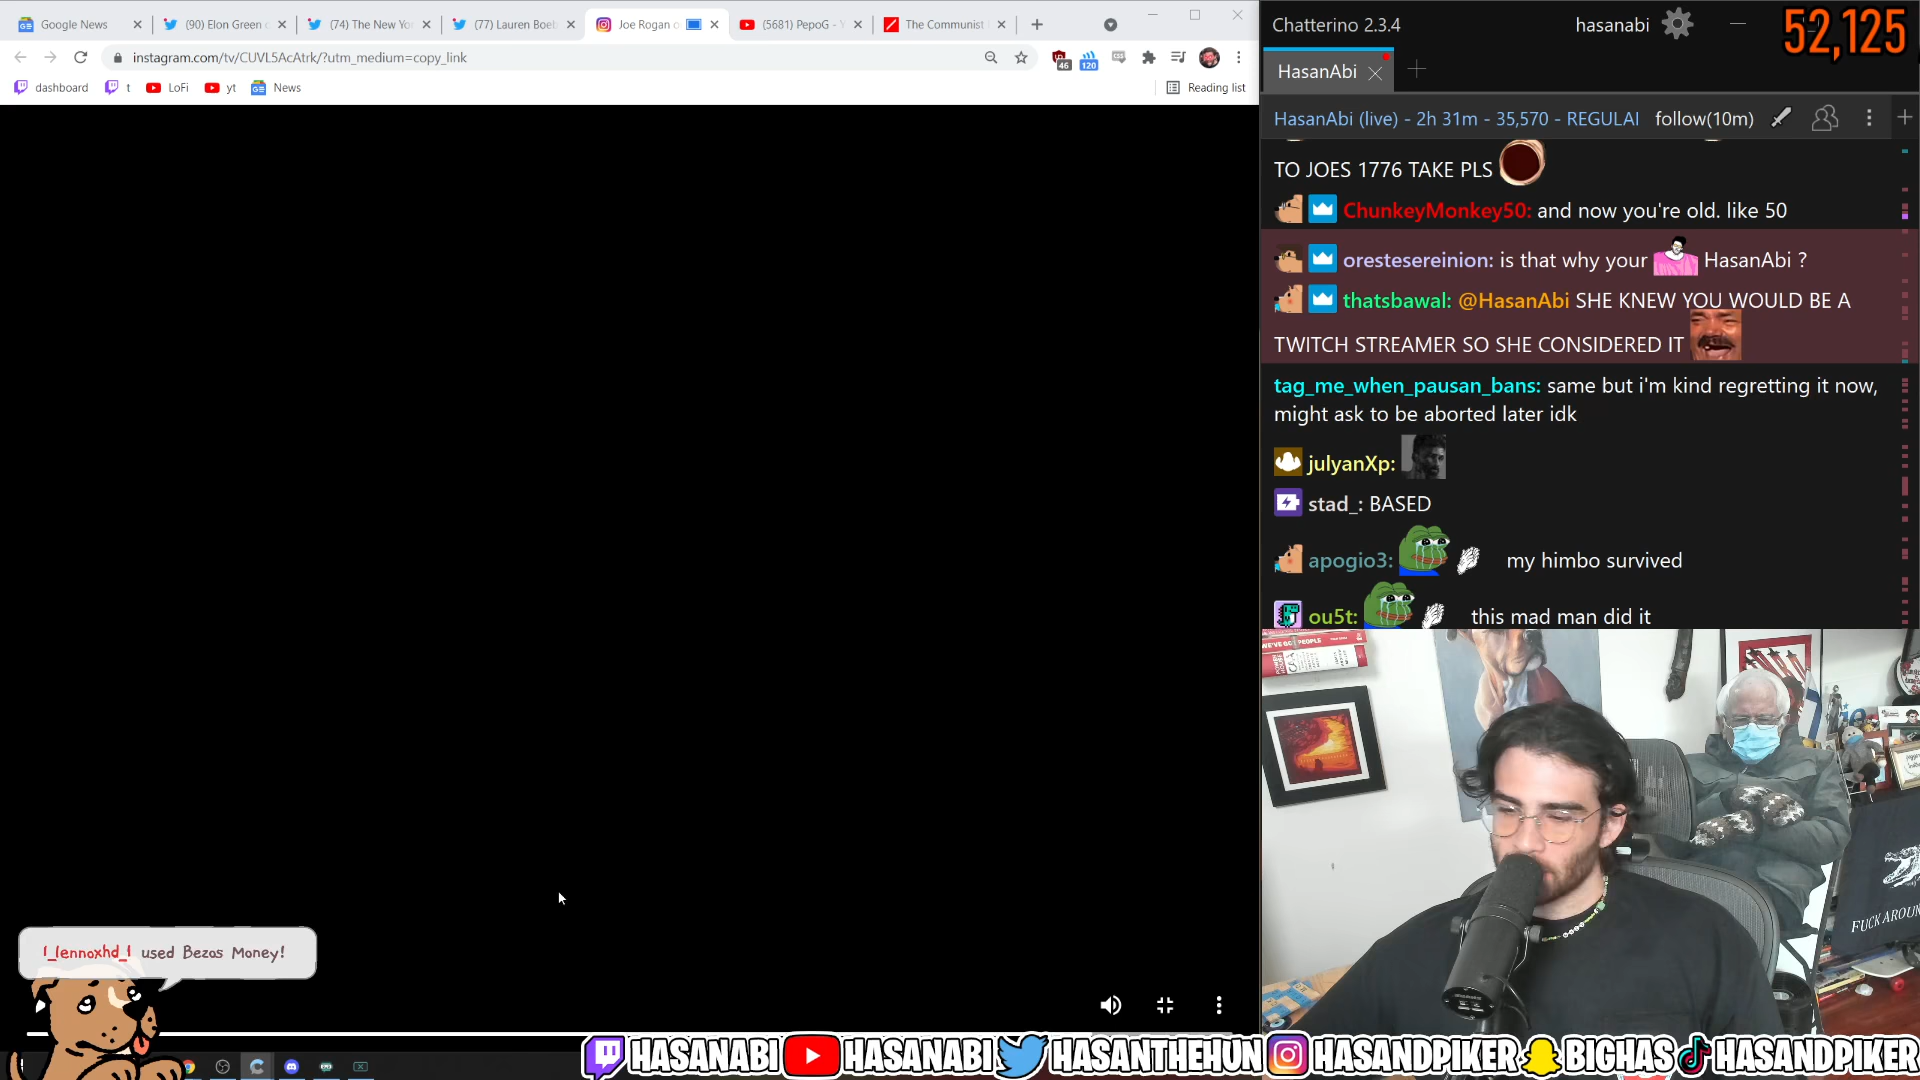 Google News
(90) Elon Green
(74) The New Yo
(77) Lauren Boeb
Joe Rogan o
(5681) PepoG - Y
The Communist
instagram.com/tv/CUVL5AcAtrk/?utm_medium=copy_link
46
120
dashboard
t
LoFi
yt
News
Reading list
Chatterino 2.3.4
hasanabi
52,125
HasanAbi
HasanAbi (live) - 2h 31m - 35,570 - REGULAI
follow(10m)
TO JOES 1776 TAKE PLS
ChunkeyMonkey50: and now you're old. like 50
orestesereinion: is that why your HasanAbi ?
thatsbawal: @HasanAbi SHE KNEW YOU WOULD BE A
TWITCH STREAMER SO SHE CONSIDERED IT
tag_me_when_pausan_bans: same but i'm kind regretting it now,
might ask to be aborted later idk
julyanXp:
stad_: BASED
apogio3: my himbo survived
ou5t: this mad man did it
FUCK AROUN
1_lennoxhd_1 used Bezos Money!
HASANABI
HASANABI
HASANTHEHUN
HASANDPIKER
BIGHAS
HASANDPIKER